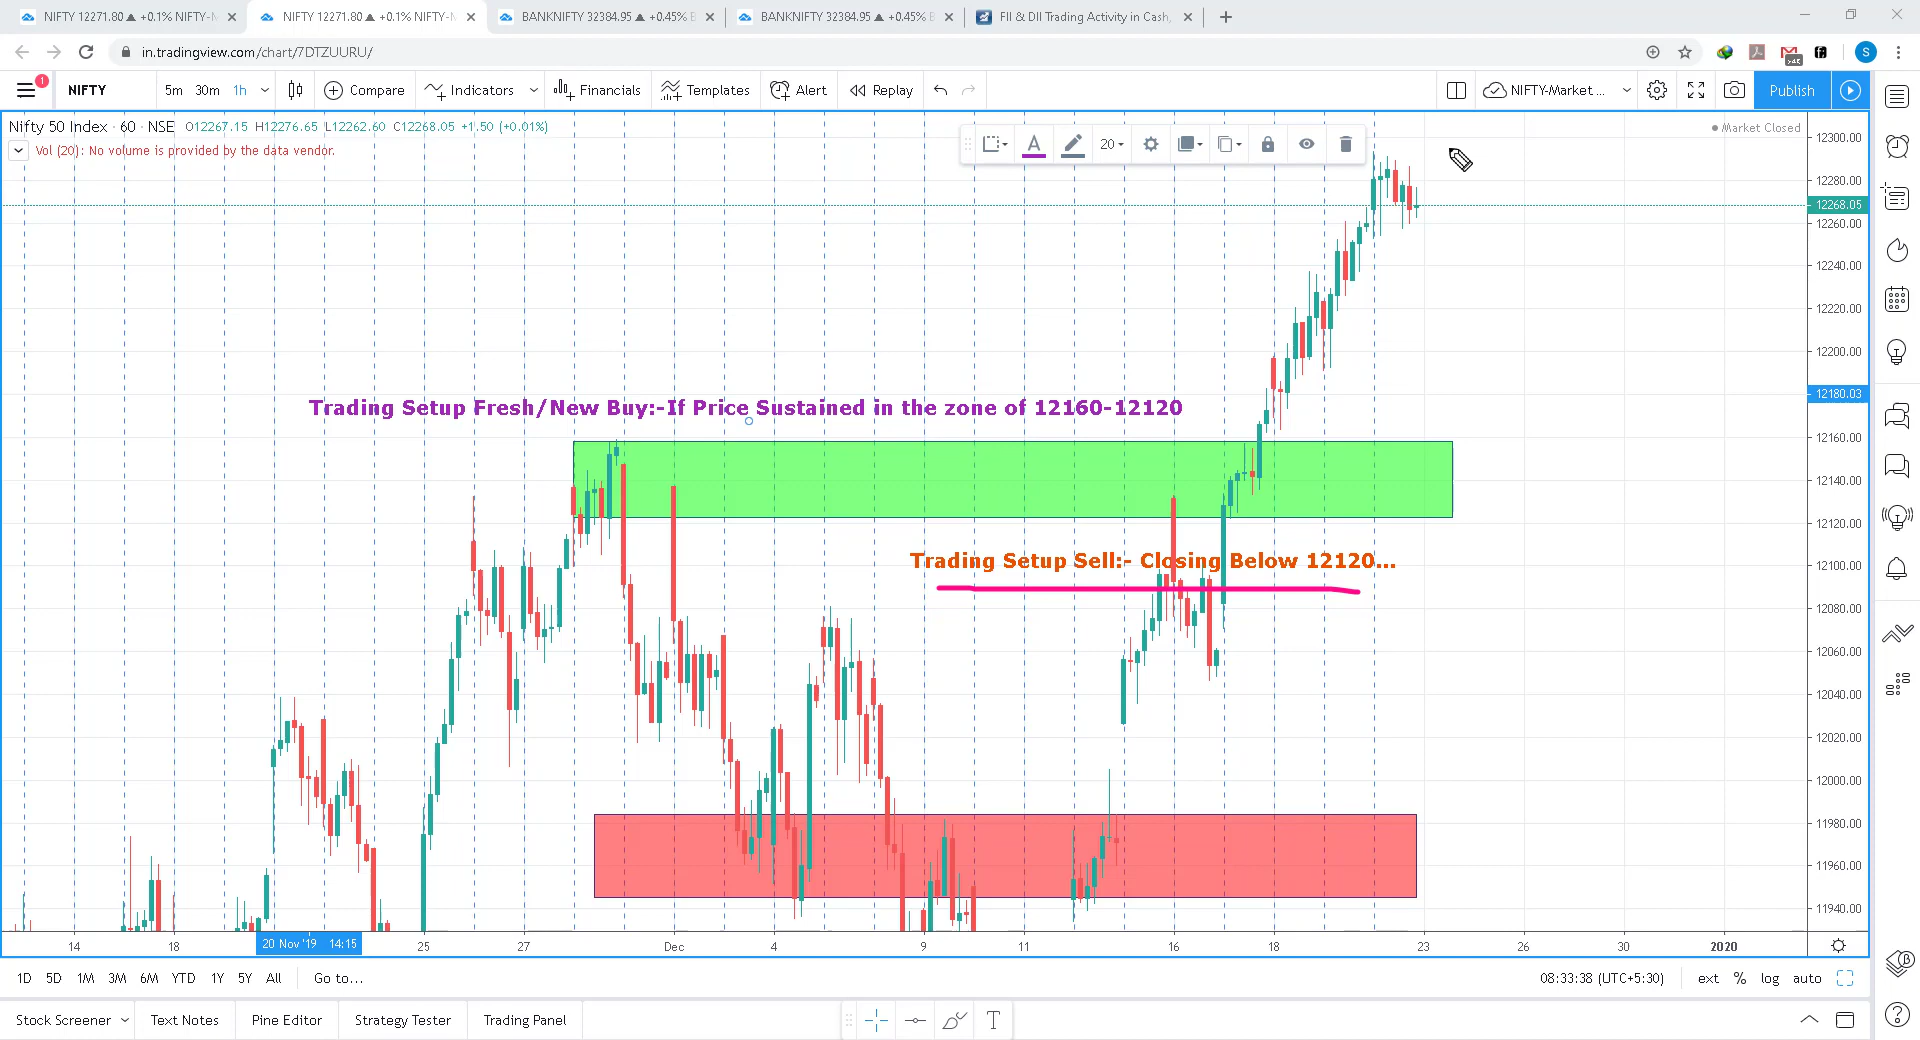 NIFTY 12271.80 ▲ +0.1% NIFTY-M
NIFTY 12271.80 ▲ +0.1% NIFTY-N
BANKNIFTY 32384.95 ▲ +0.45% B
BANKNIFTY 32384.95 ▲ +0.45% B
FII & DII Trading Activity in Cash,
in.tradingview.com/chart/7DTZUURU/
S
1
NIFTY
5m 30m 1h
Compare
Indicators
Financials
Templates
Alert
Replay
NIFTY-Market ...
Publish
Nifty 50 Index · 60 · NSE O12267.15 H12276.65 L12262.60 C12268.05 +1.50 (+0.01%)
Market Closed
Vol (20): No volume is provided by the data vendor.
20
12300.00
12280.00
12268.05
12260.00
12240.00
12220.00
12200.00
12180.03
12160.00
12140.00
12120.00
12100.00
12080.00
12060.00
12040.00
12020.00
12000.00
11980.00
11960.00
11940.00
Trading Setup Fresh/New Buy:-If Price Sustained in the zone of 12160-12120
Trading Setup Sell:- Closing Below 12120...
14 18 20 Nov '19 14:15 25 27 Dec 4 9 11 16 18 23 26 30 2020
1D 5D 1M 3M 6M YTD 1Y 5Y All Go to...
08:33:38 (UTC+5:30) ext % log auto
Stock Screener Text Notes Pine Editor Strategy Tester Trading Panel